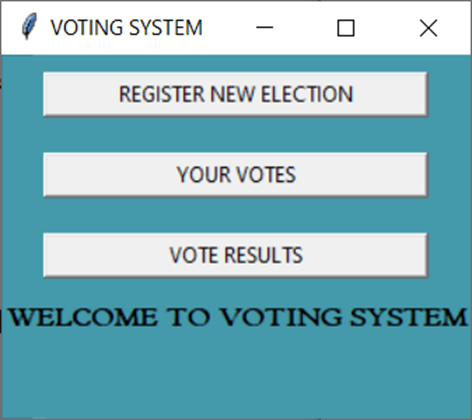 VOTING SYSTEM
REGISTER NEW ELECTION
YOUR VOTES
VOTE RESULTS
WELCOME TO VOTING SYSTEM